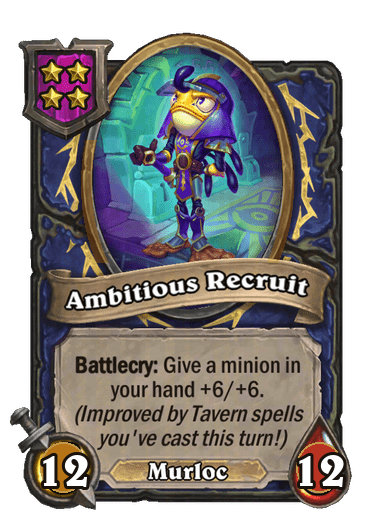 Ambitious Recruit
Battlecry: Give a minion in
your hand +6/+6.
(Improved by Tavern spells
you've cast this turn!)
12
Murloc
12